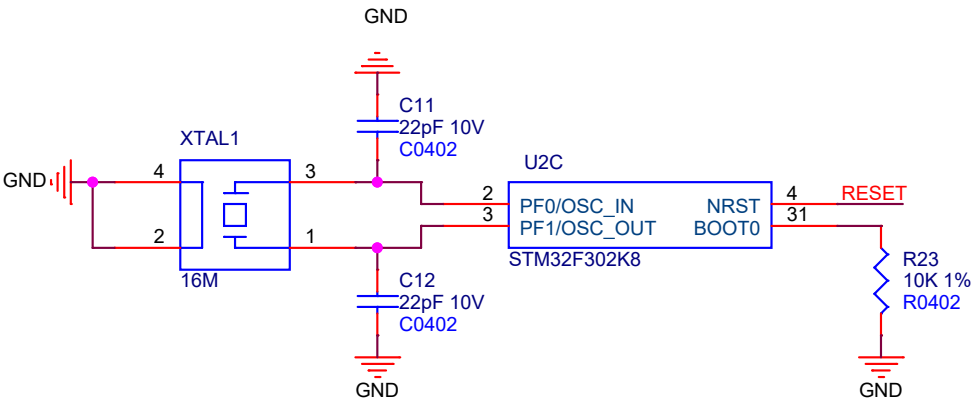 GND
C11
22pF 10V
C0402
XTAL1
U2C
GND
4
3
2
PF0/OSC_IN
NRST
4
RESET
3
PF1/OSC_OUT
BOOT0
31
2
1
STM32F302K8
16M
C12
22pF 10V
C0402
R23
10K 1%
R0402
GND
GND